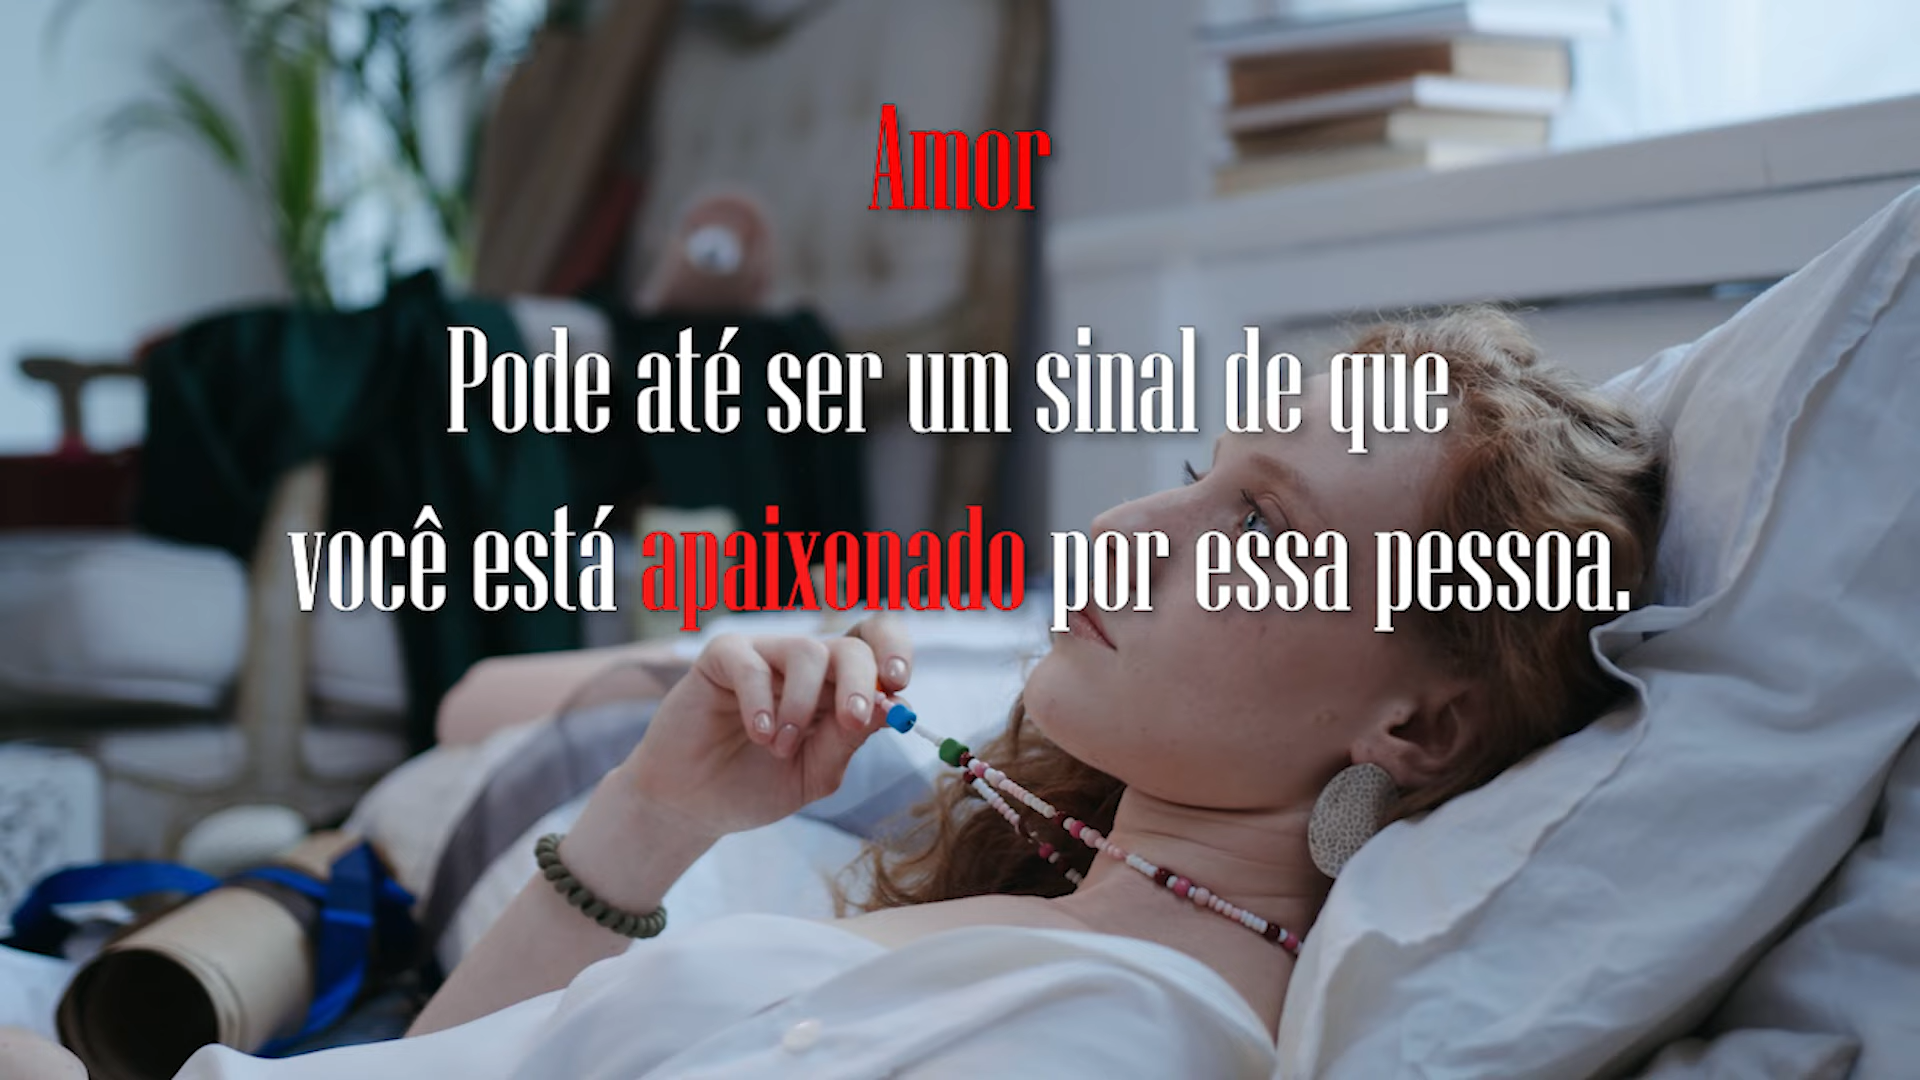 Amor
Pode até ser um sinal de que
você está apaixonado por essa pessoa.